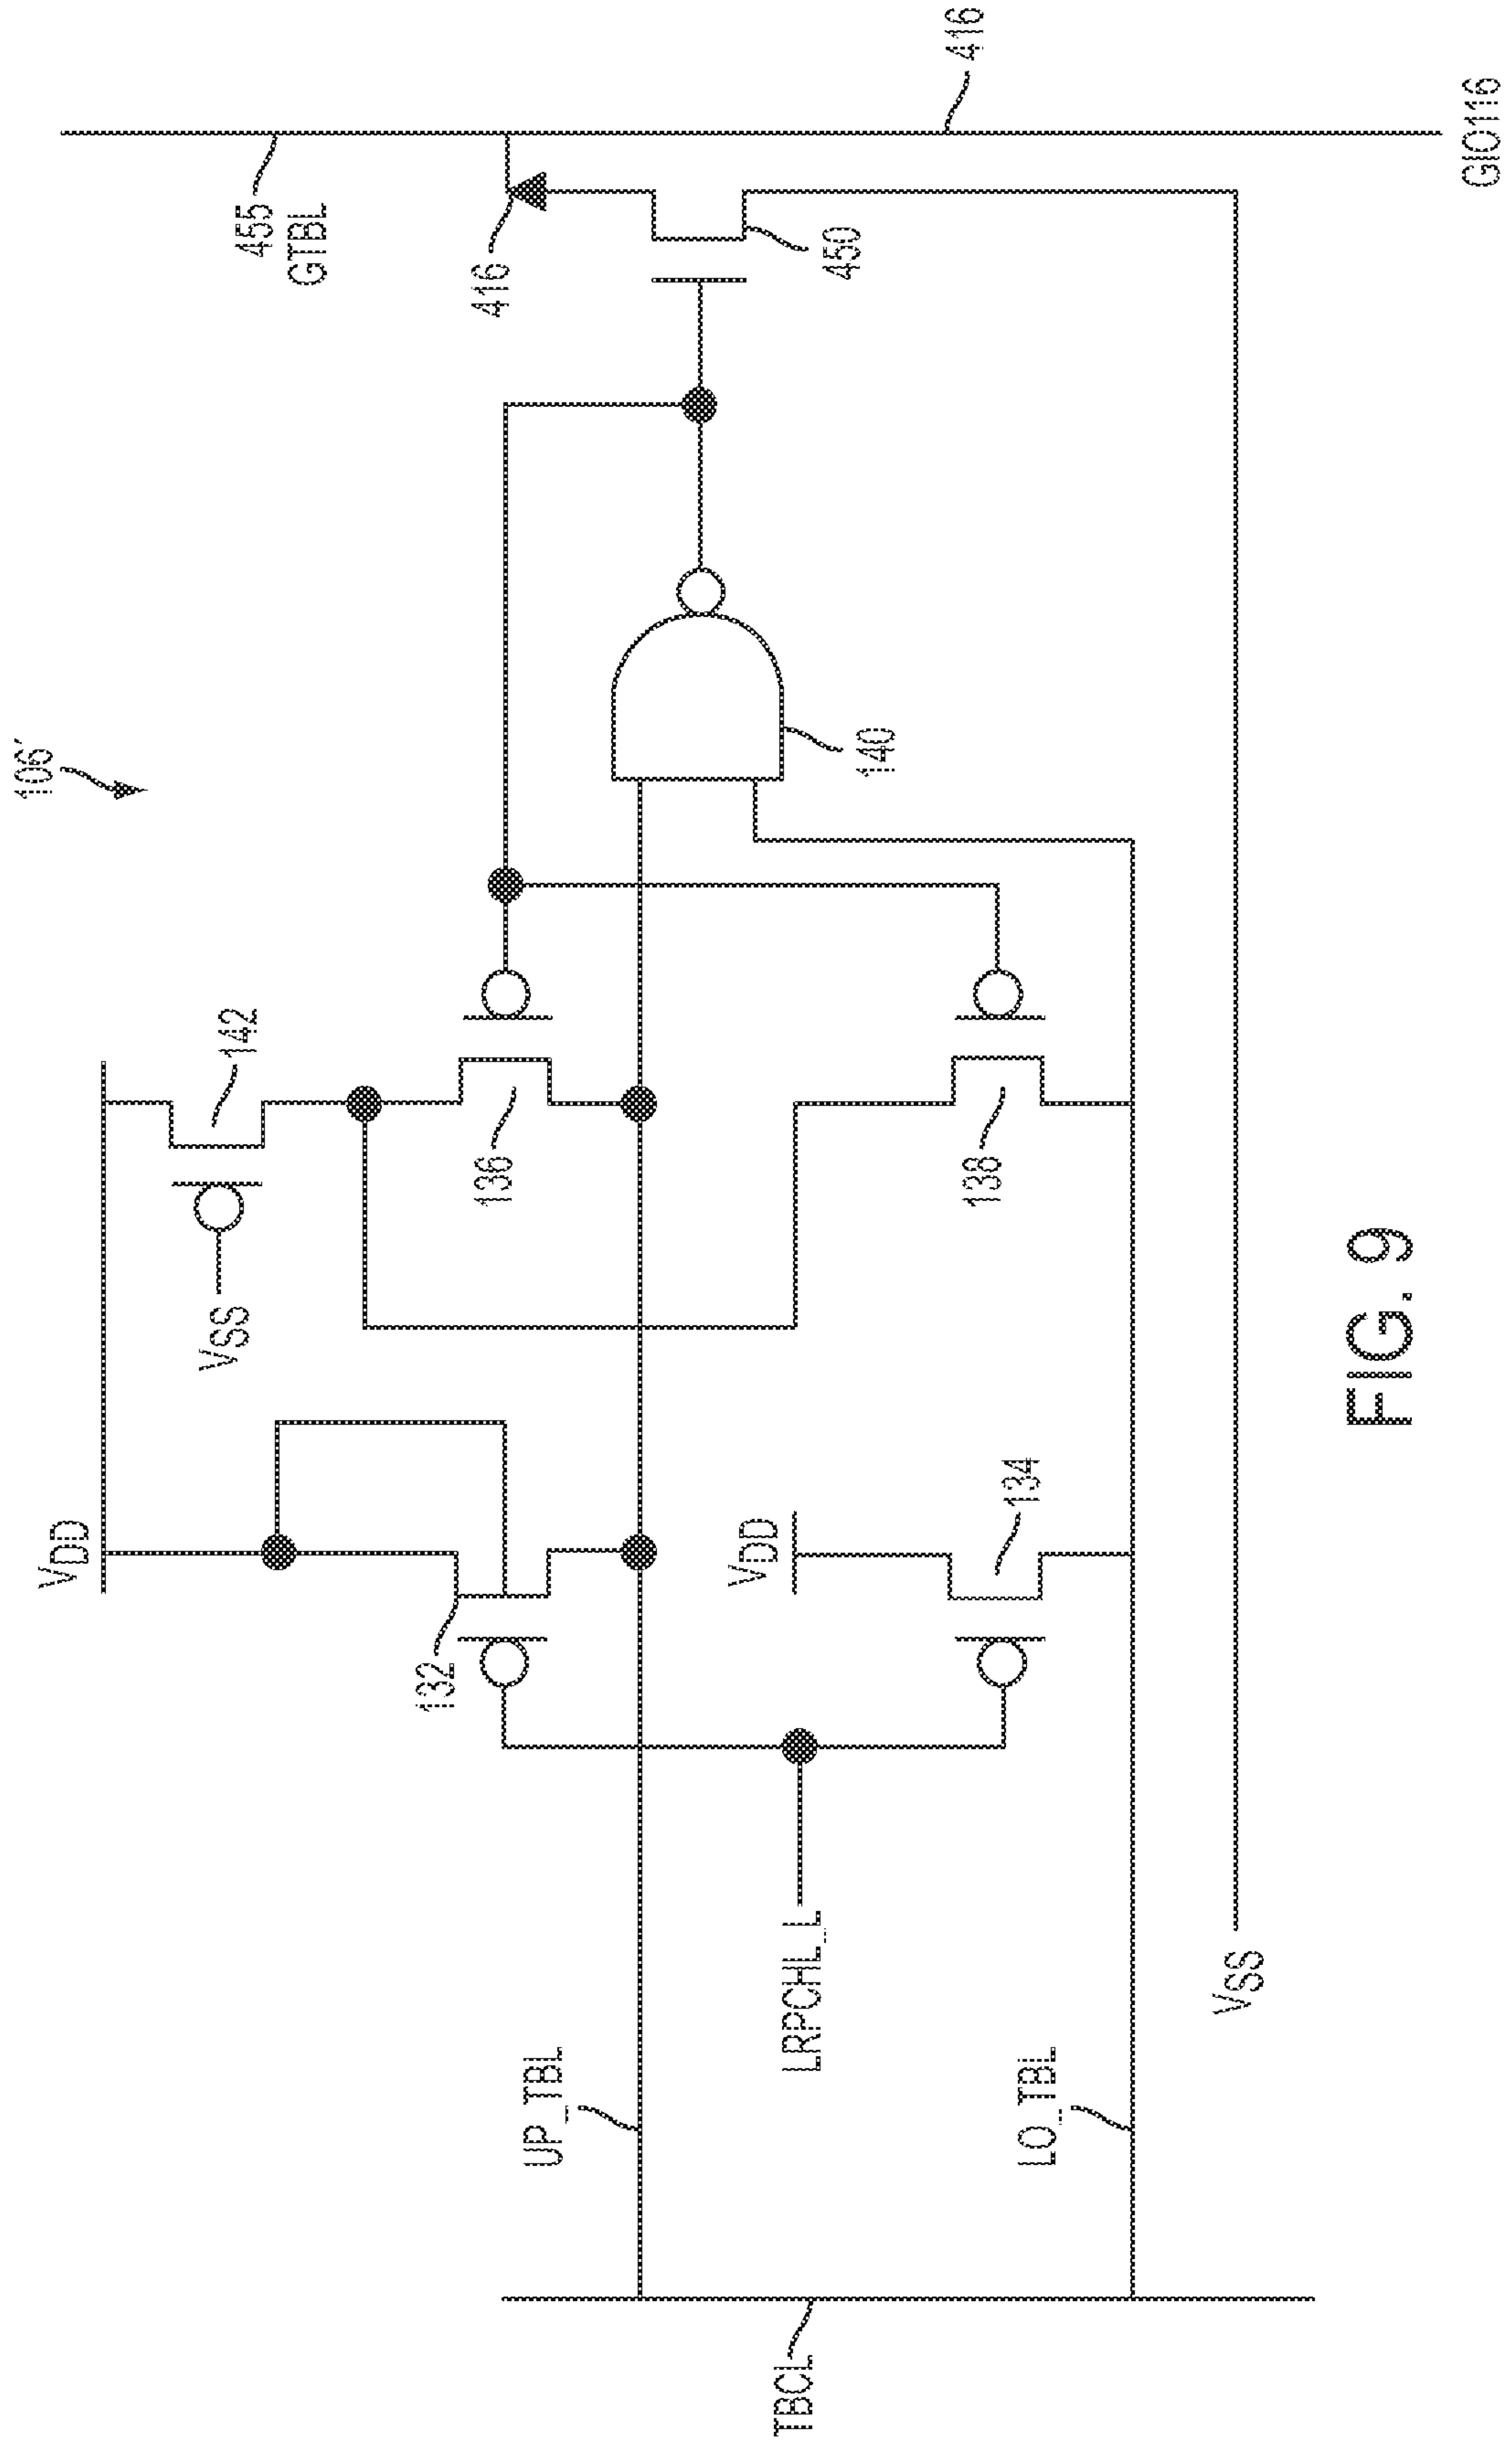 106'
VDD
VSS
142
455
GTBL
132
136
416
UP_TBL
VDD
TBCL
LRPCHL_L
450
140
416
138
134
LO_TBL
VSS
FIG. 9
GIO116